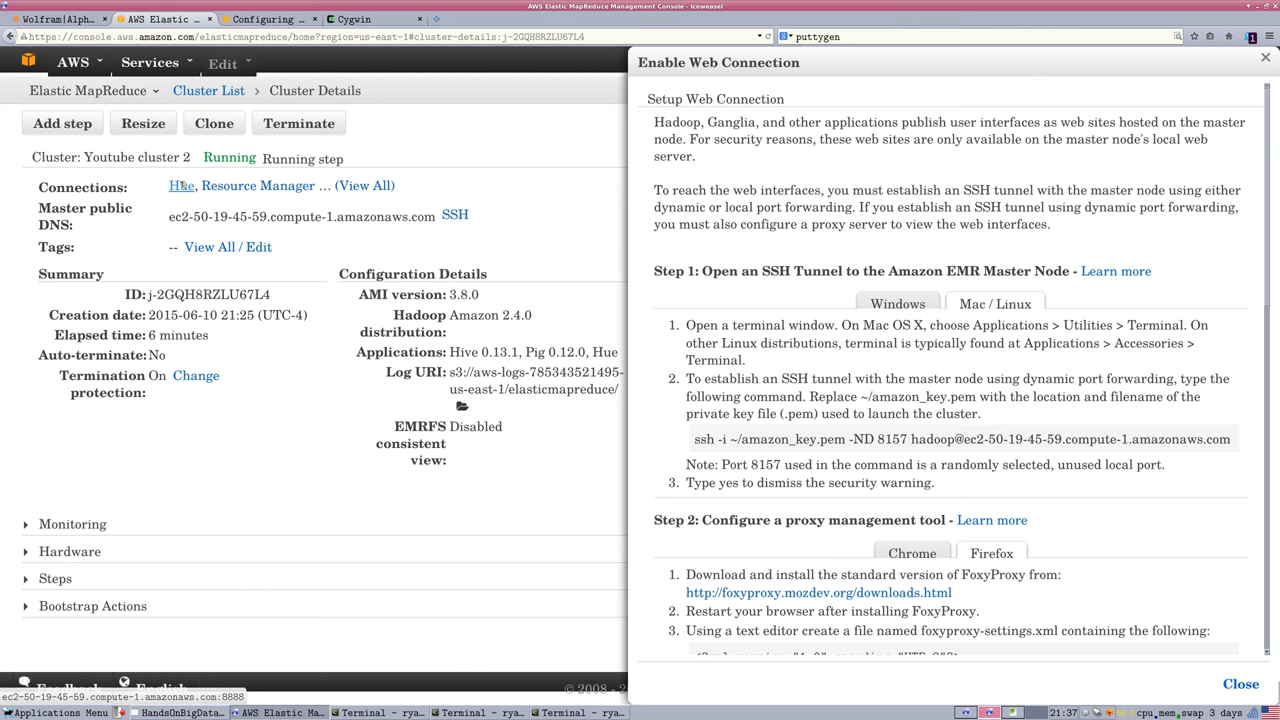 AWS Elastic MapReduce Management Console - Iceweasel
Wolfram|Alph...
AWS Elastic ...
Configuring ...
Cygwin
https://console.aws.amazon.com/elasticmapreduce/home?region=us-east-1#cluster-details:j-2GQH8RZLU67L4
puttygen
1
AWS
Services
Edit
Elastic MapReduce
Cluster List > Cluster Details
Add step
Resize
Clone
Terminate
Cluster: Youtube cluster 2 Running Running step
Connections: Hue, Resource Manager ... (View All)
Master public DNS: ec2-50-19-45-59.compute-1.amazonaws.com SSH
Tags: -- View All / Edit
Summary
ID: j-2GQH8RZLU67L4
Creation date: 2015-06-10 21:25 (UTC-4)
Elapsed time: 6 minutes
Auto-terminate: No
Termination On Change
protection:
Configuration Details
AMI version: 3.8.0
Hadoop Amazon 2.4.0
distribution:
Applications: Hive 0.13.1, Pig 0.12.0, Hue
Log URI: s3://aws-logs-785343521495-
us-east-1/elasticmapreduce/
EMRFS Disabled
consistent
view:
Monitoring
Hardware
Steps
Bootstrap Actions
English
© 2008 - 2
ec2-50-19-45-59.compute-1.amazonaws.com:8888
Enable Web Connection
Setup Web Connection
Hadoop, Ganglia, and other applications publish user interfaces as web sites hosted on the master
node. For security reasons, these web sites are only available on the master node's local web
server.
To reach the web interfaces, you must establish an SSH tunnel with the master node using either
dynamic or local port forwarding. If you establish an SSH tunnel using dynamic port forwarding,
you must also configure a proxy server to view the web interfaces.
Step 1: Open an SSH Tunnel to the Amazon EMR Master Node - Learn more
Windows
Mac / Linux
1. Open a terminal window. On Mac OS X, choose Applications > Utilities > Terminal. On
other Linux distributions, terminal is typically found at Applications > Accessories >
Terminal.
2. To establish an SSH tunnel with the master node using dynamic port forwarding, type the
following command. Replace ~/amazon_key.pem with the location and filename of the
private key file (.pem) used to launch the cluster.
ssh -i ~/amazon_key.pem -ND 8157 hadoop@ec2-50-19-45-59.compute-1.amazonaws.com
Note: Port 8157 used in the command is a randomly selected, unused local port.
3. Type yes to dismiss the security warning.
Step 2: Configure a proxy management tool - Learn more
Chrome
Firefox
1. Download and install the standard version of FoxyProxy from:
http://foxyproxy.mozdev.org/downloads.html
2. Restart your browser after installing FoxyProxy.
3. Using a text editor create a file named foxyproxy-settings.xml containing the following:
Close
Applications Menu
HandsOnBigData...
AWS Elastic Ma...
Terminal - rya...
Terminal - rya...
Terminal - rya...
21:37
cpu mem swap 3 days